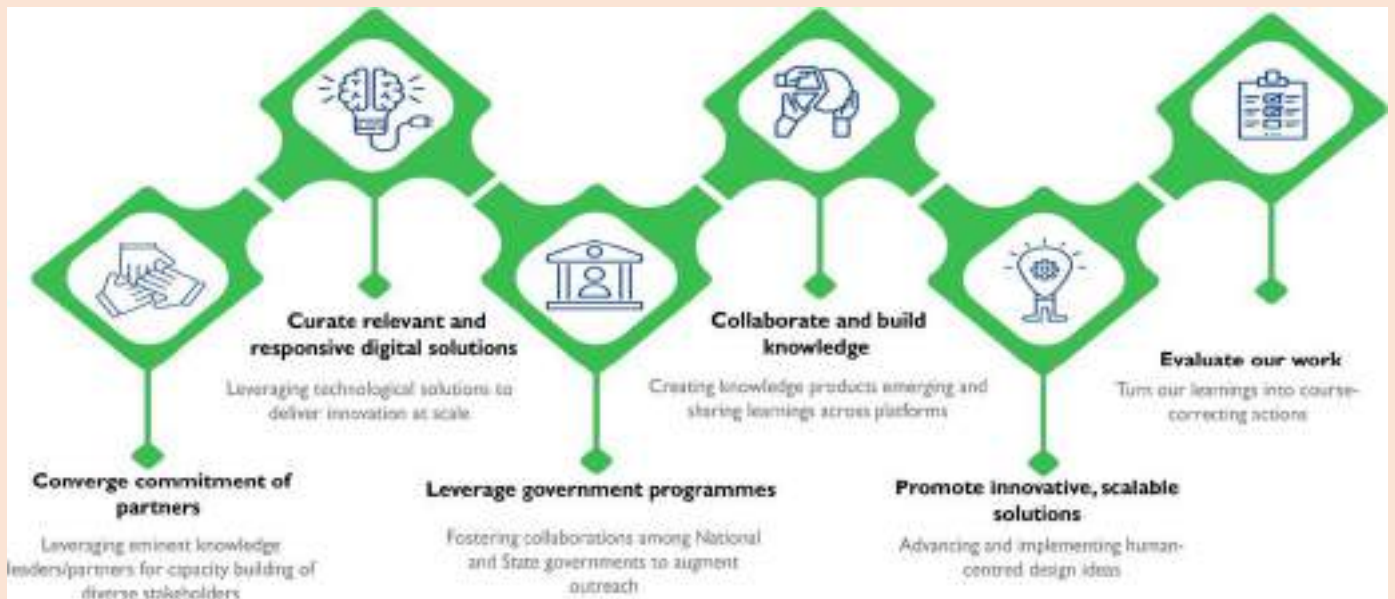 Converge commitment of
partners
Leveraging eminent knowledge
leaders/partners for capacity building of
diverse stakeholders
Curate relevant and
responsive digital solutions
Leveraging technological solutions to
deliver innovation at scale
Leverage government programmes
Fostering collaborations among National
and State governments to augment
outreach
Collaborate and build
knowledge
Creating knowledge products emerging and
sharing learnings across platforms
Promote innovative, scalable
solutions
Advancing and implementing human-
centred design ideas
Evaluate our work
Turn our learnings into course-
correcting actions